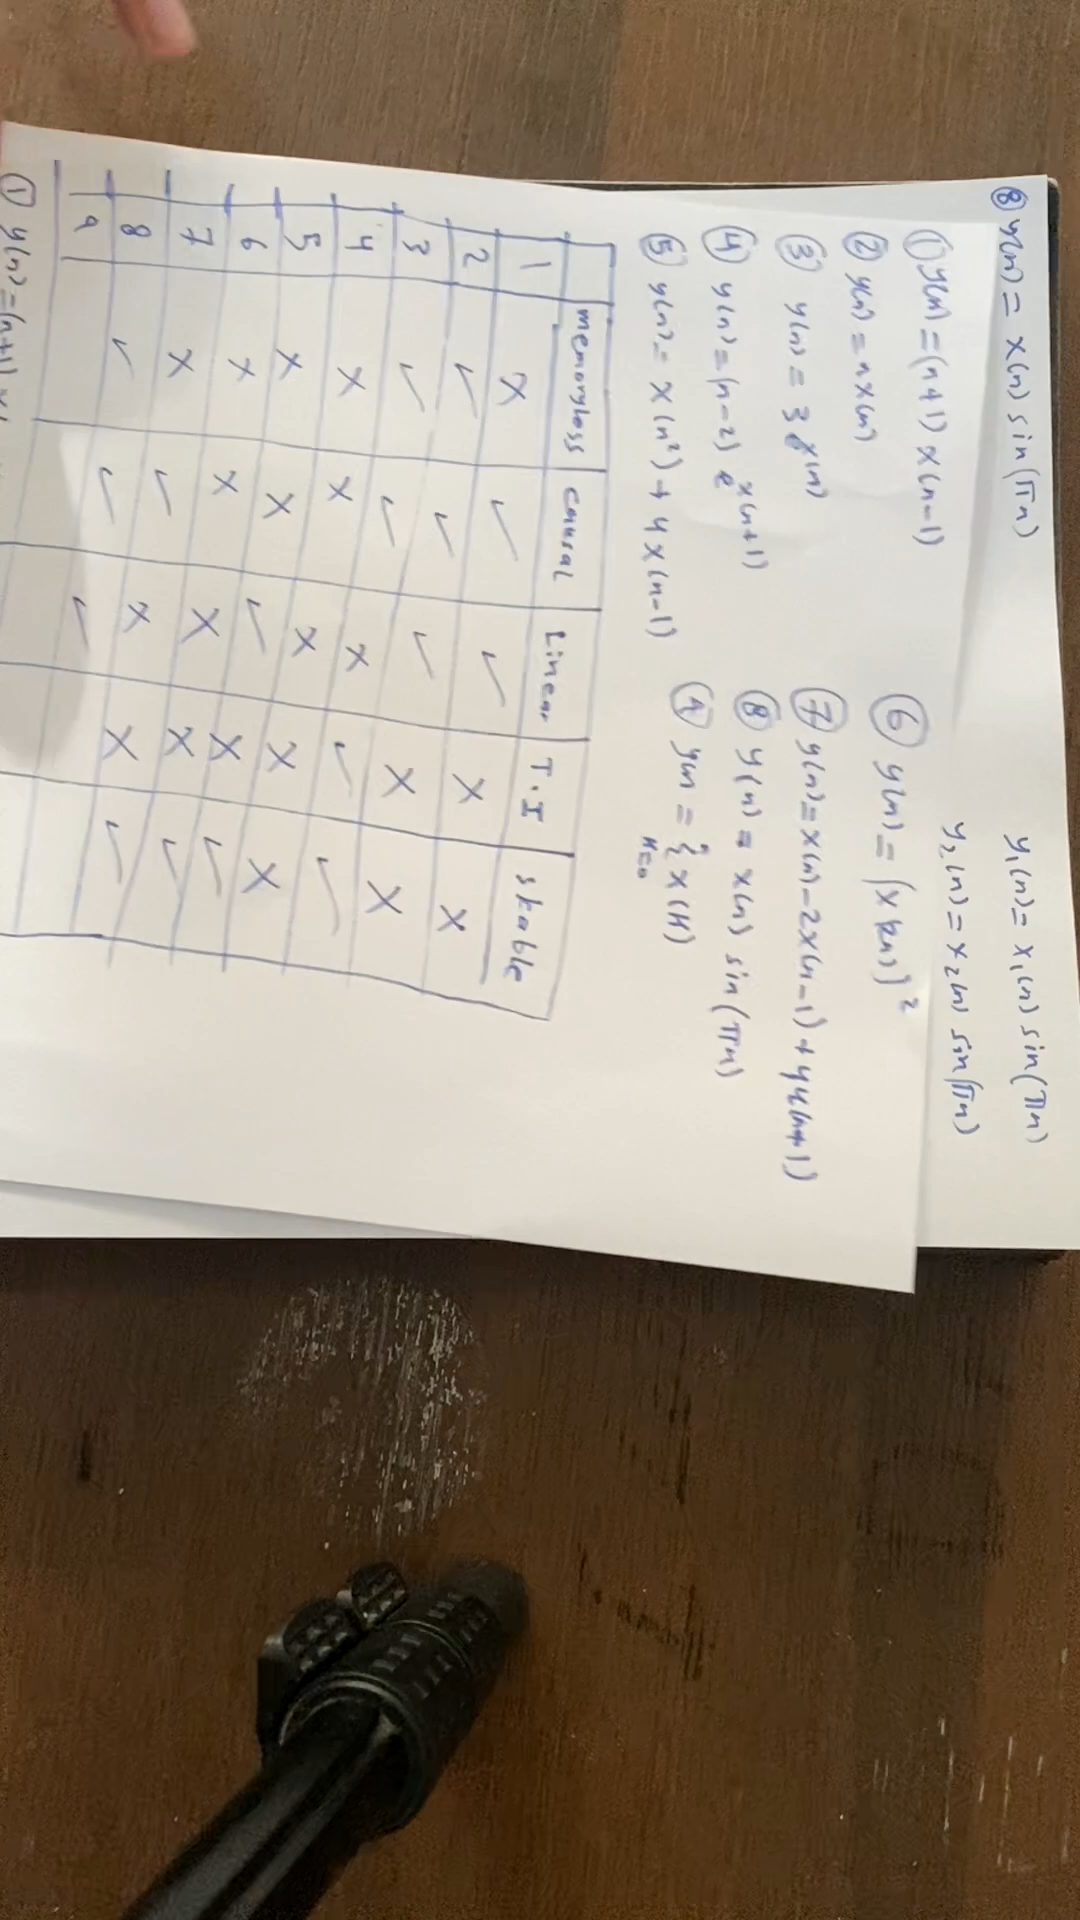 ⑧ y(n) = x(n) sin(πn)
y₁(n) = x₁(n) sin(πn)
y₂(n) = x₂(n) sin(πn)
① y(n) = (n+1) x(n-1)
② y(n) = n x(n)
③ y(n) = 3 x(n)
④ y(n) = (n-2) e^x(n+1)
⑤ y(n) = x(n²) + 4x(n-1)
⑥ y(n) = [x(2n)]²
⑦ y(n) = x(n) - 2x(n-1) + 4x(n+1)
⑧ y(n) = x(n) sin(πn)
x(k)
k=0
memoryless causal Linear T.I stable
1 × ✓ ✓ × ×
2 ✓ ✓ ✓ × ×
3 ✓ ✓ × ✓ ✓
4 × × × × ×
5 × × ✓ × ✓
6 × × × × ✓
7 × ✓ × × ✓
8 ✓ ✓ ✓
9
① y(n) = (n+1)